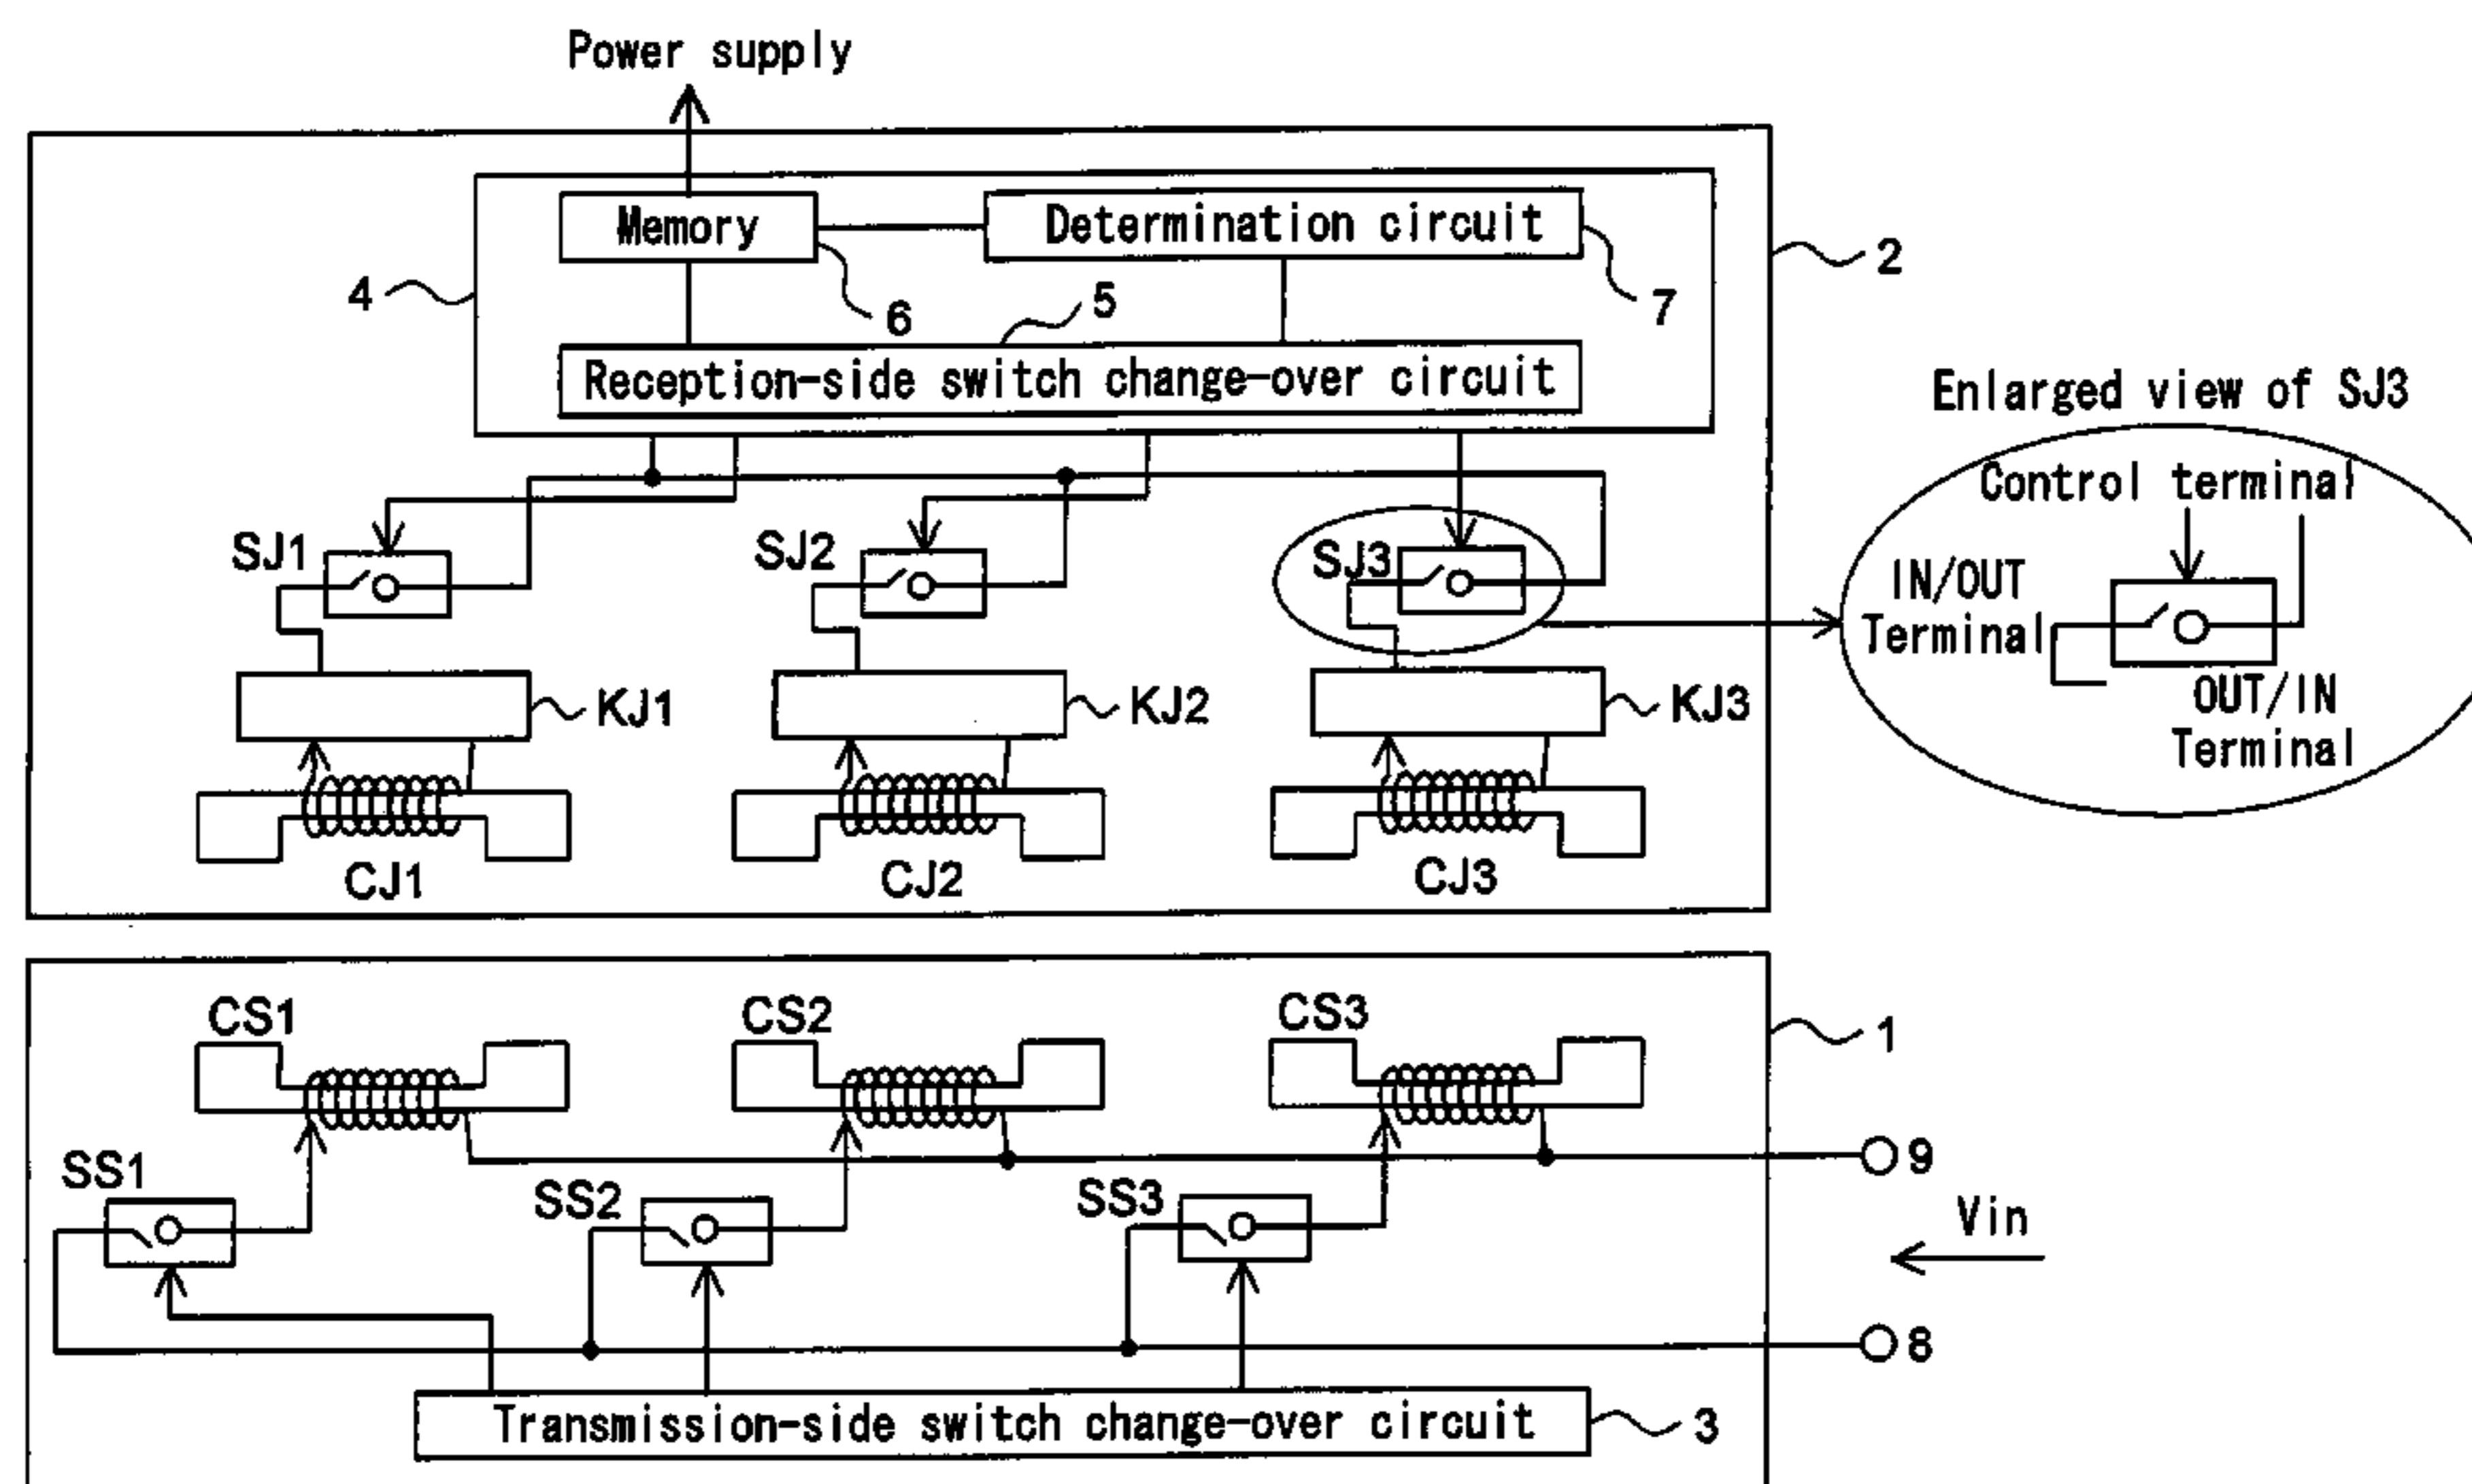 Power supply
Memory
Determination circuit
2
4
6
5
7
Reception-side switch change-over circuit
Enlarged view of SJ3
Control terminal
IN/OUT
Terminal
OUT/IN
Terminal
SJ1
SJ2
SJ3
KJ1
KJ2
KJ3
CJ1
CJ2
CJ3
CS1
CS2
CS3
1
SS1
SS2
SS3
9
Vin
8
Transmission-side switch change-over circuit
3